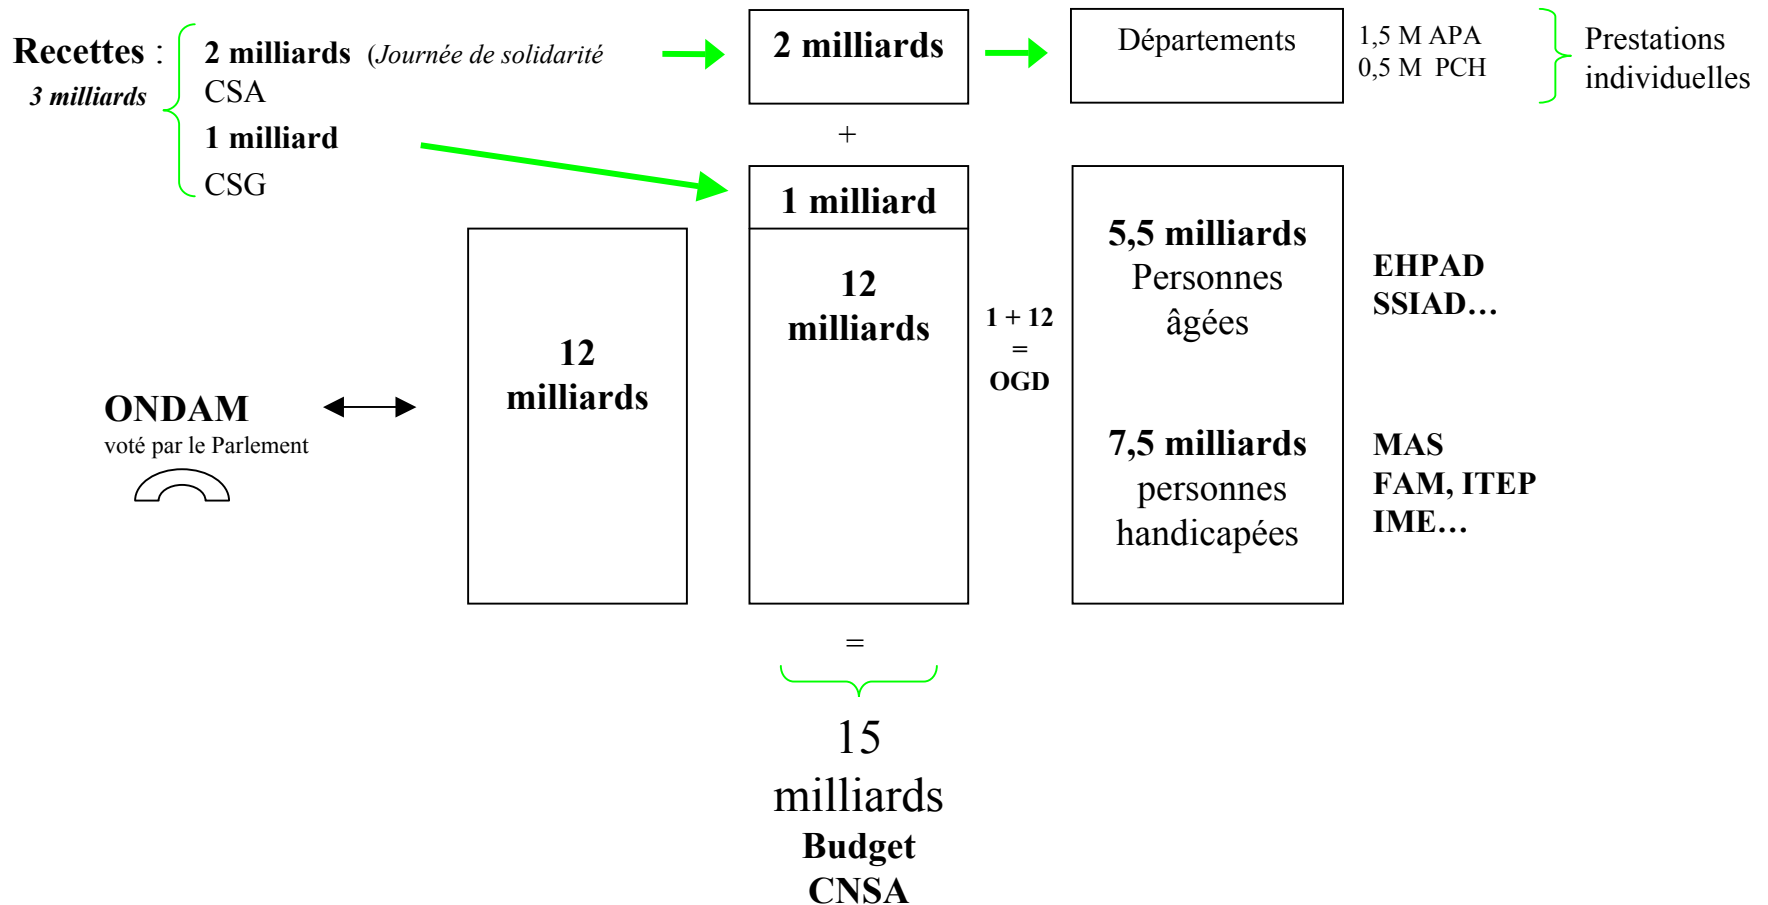 Recettes :
3 milliards
2 milliards (Journée de solidarité
CSA
1 milliard
CSG
2 milliards
Départements
1,5 M APA
0,5 M PCH
Prestations
individuelles
+
1 milliard
12
milliards
12
milliards
1 + 12
=
OGD
5,5 milliards
Personnes
âgées
EHPAD
SSIAD…
7,5 milliards
personnes
handicapées
MAS
FAM, ITEP
IME…
ONDAM
voté par le Parlement
=
15
milliards
Budget
CNSA